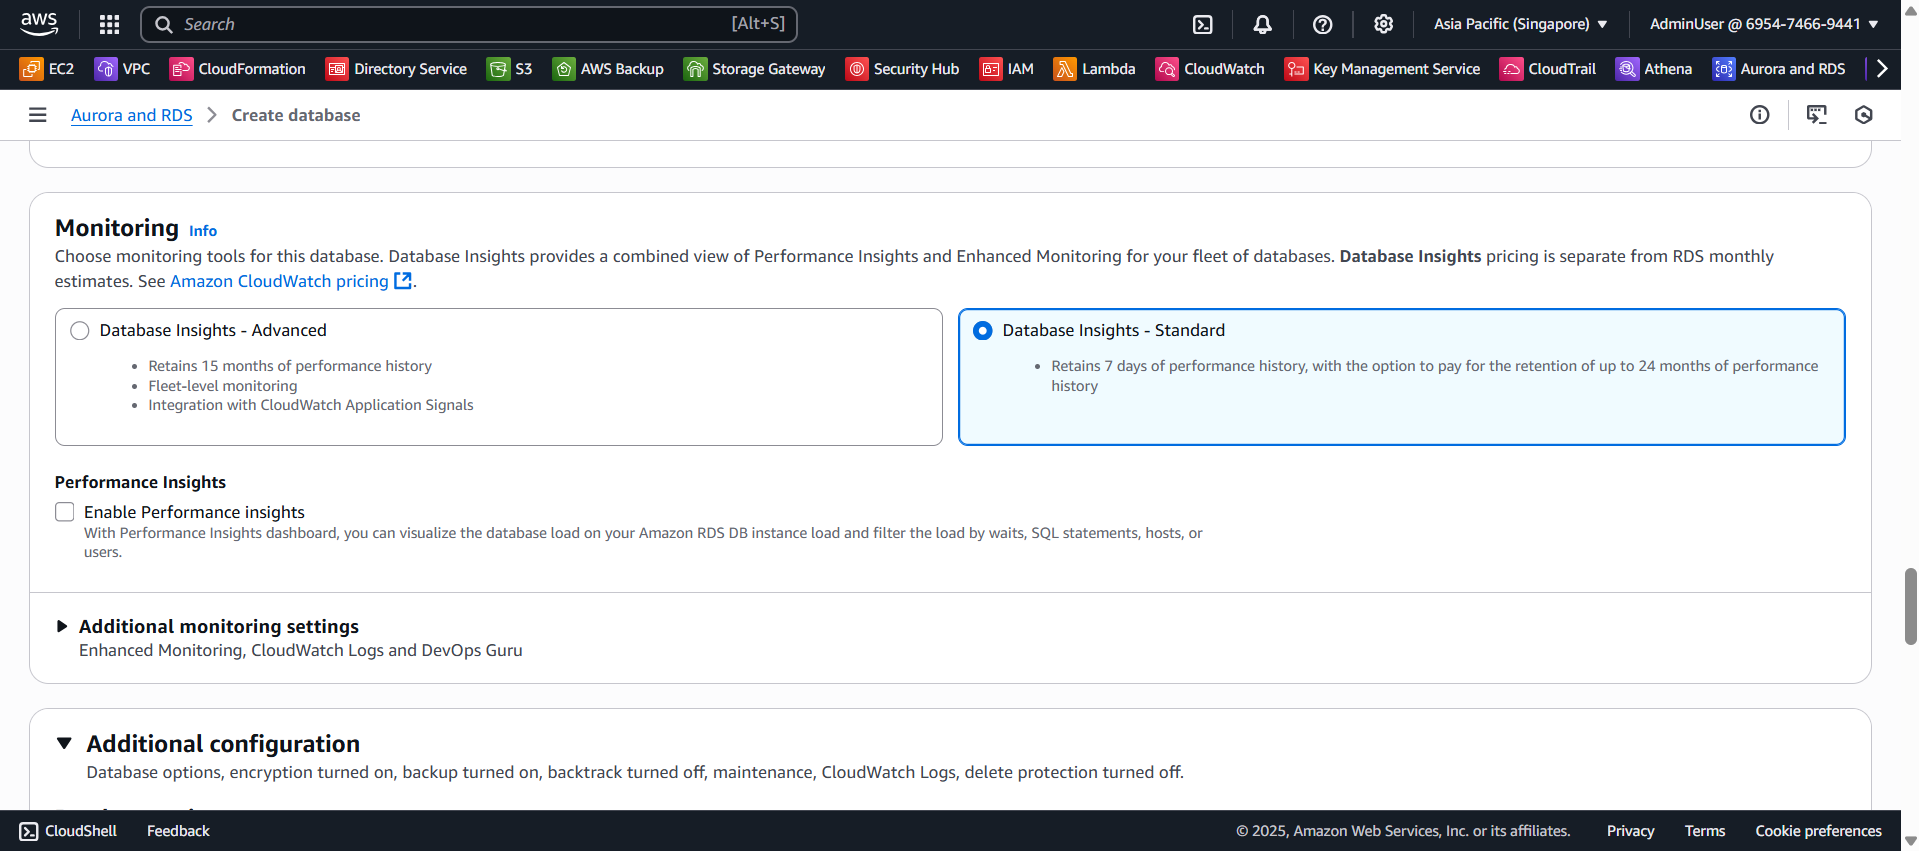 aws
Search [Alt+S]
Asia Pacific (Singapore)
AdminUser @ 6954-7466-9441
EC2 VPC CloudFormation Directory Service S3 AWS Backup Storage Gateway Security Hub IAM Lambda CloudWatch Key Management Service CloudTrail Athena Aurora and RDS
Aurora and RDS Create database
Monitoring Info
Choose monitoring tools for this database. Database Insights provides a combined view of Performance Insights and Enhanced Monitoring for your fleet of databases. Database Insights pricing is separate from RDS monthly
estimates. See Amazon CloudWatch pricing.
Database Insights - Advanced
Retains 15 months of performance history
Fleet-level monitoring
Integration with CloudWatch Application Signals
Database Insights - Standard
Retains 7 days of performance history, with the option to pay for the retention of up to 24 months of performance
history
Performance Insights
Enable Performance insights
With Performance Insights dashboard, you can visualize the database load on your Amazon RDS DB instance load and filter the load by waits, SQL statements, hosts, or
users.
Additional monitoring settings
Enhanced Monitoring, CloudWatch Logs and DevOps Guru
Additional configuration
Database options, encryption turned on, backup turned on, backtrack turned off, maintenance, CloudWatch Logs, delete protection turned off.
CloudShell Feedback © 2025, Amazon Web Services, Inc. or its affiliates. Privacy Terms Cookie preferences